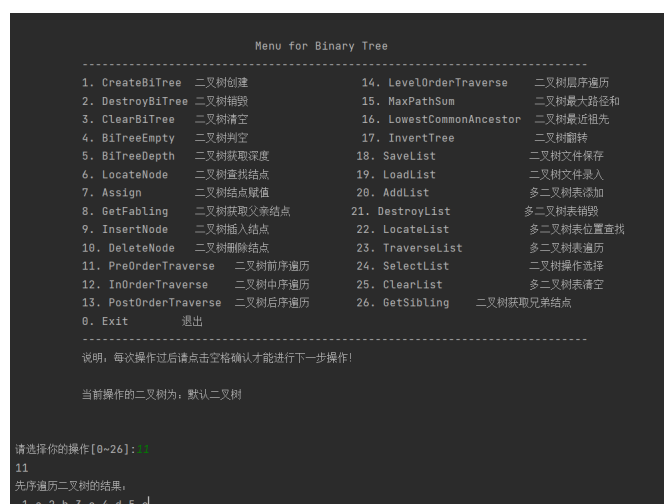 Menu for Binary Tree
------------------------------------------------------------------------------
1. CreateBiTree 二叉树创建 14. LevelOrderTraverse 二叉树层序遍历
2. DestroyBiTree 二叉树销毁 15. MaxPathSum 二叉树最大路径和
3. ClearBiTree 二叉树清空 16. LowestCommonAncestor 二叉树最近祖先
4. BiTreeEmpty 二叉树判空 17. InvertTree 二叉树翻转
5. BiTreeDepth 二叉树获取深度 18. SaveList 二叉树文件保存
6. LocateNode 二叉树查找结点 19. LoadList 二叉树文件录入
7. Assign 二叉树结点赋值 20. AddList 多二叉树表添加
8. GetFabling 二叉树获取父亲结点 21. DestroyList 多二叉树表销毁
9. InsertNode 二叉树插入结点 22. LocateList 多二叉树表位置查找
10. DeleteNode 二叉树删除结点 23. TraverseList 多二叉树表遍历
11. PreOrderTraverse 二叉树前序遍历 24. SelectList 二叉树操作选择
12. InOrderTraverse 二叉树中序遍历 25. ClearList 多二叉树表清空
13. PostOrderTraverse 二叉树后序遍历 26. GetSibling 二叉树获取兄弟结点
0. Exit 退出
------------------------------------------------------------------------------
说明：每次操作过后请点击空格确认才能进行下一步操作！
当前操作的二叉树为：默认二叉树
请选择你的操作[0~26]:11
11
先序遍历二叉树的结果：
1 a 2 b 3 c 4 d 5